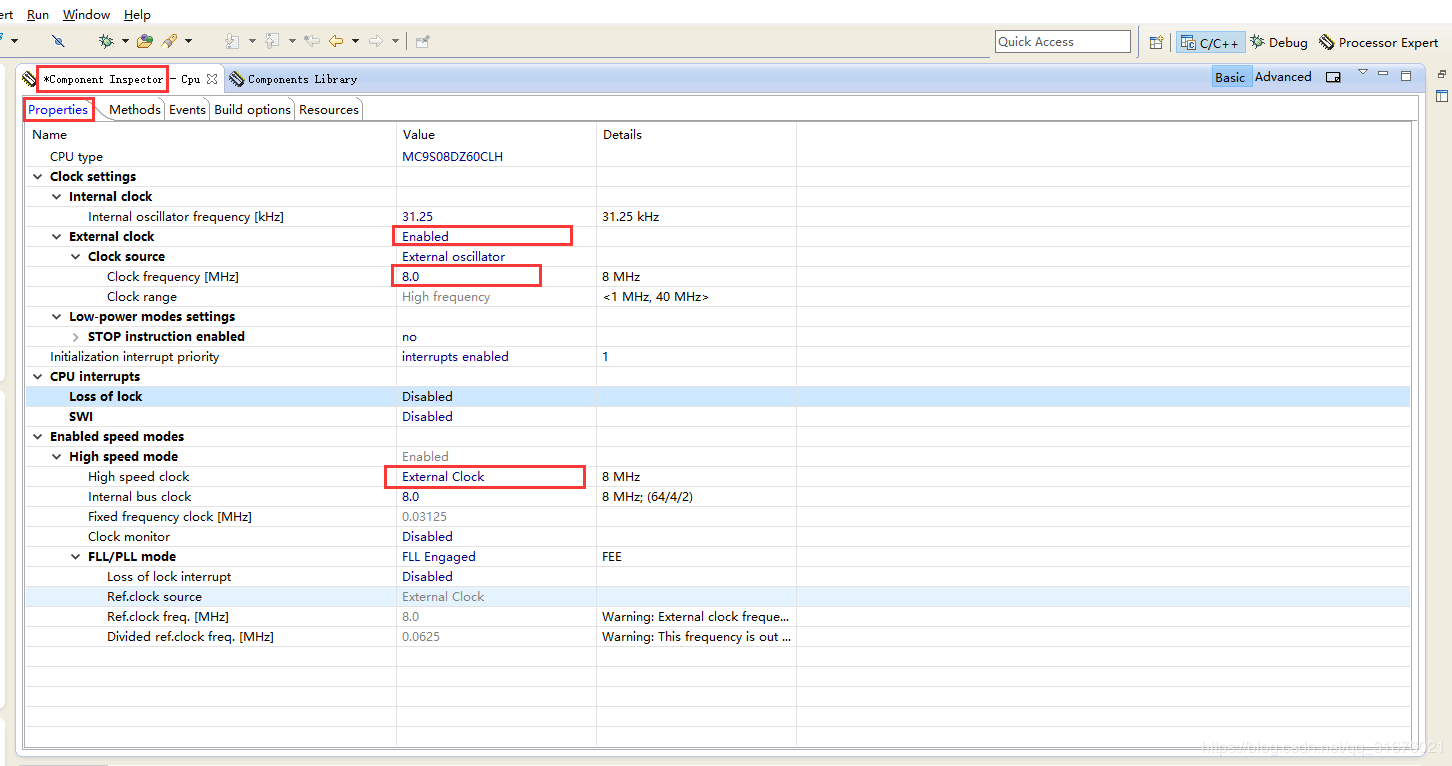 ert Run Window Help
Quick Access C/C++ Debug Processor Expert
*Component Inspector - Cpu Components Library Basic Advanced
Properties Methods Events Build options Resources
Name Value Details
CPU type MC9S08DZ60CLH
Clock settings
Internal clock
Internal oscillator frequency [kHz] 31.25 31.25 kHz
External clock Enabled
Clock source External oscillator
Clock frequency [MHz] 8.0 8 MHz
Clock range High frequency <1 MHz, 40 MHz>
Low-power modes settings
STOP instruction enabled no
Initialization interrupt priority interrupts enabled 1
CPU interrupts
Loss of lock Disabled
SWI Disabled
Enabled speed modes
High speed mode Enabled
High speed clock External Clock 8 MHz
Internal bus clock 8.0 8 MHz; (64/4/2)
Fixed frequency clock [MHz] 0.03125
Clock monitor Disabled
FLL/PLL mode FLL Engaged FEE
Loss of lock interrupt Disabled
Ref.clock source External Clock
Ref.clock freq. [MHz] 8.0 Warning: External clock freque...
Divided ref.clock freq. [MHz] 0.0625 Warning: This frequency is out ...